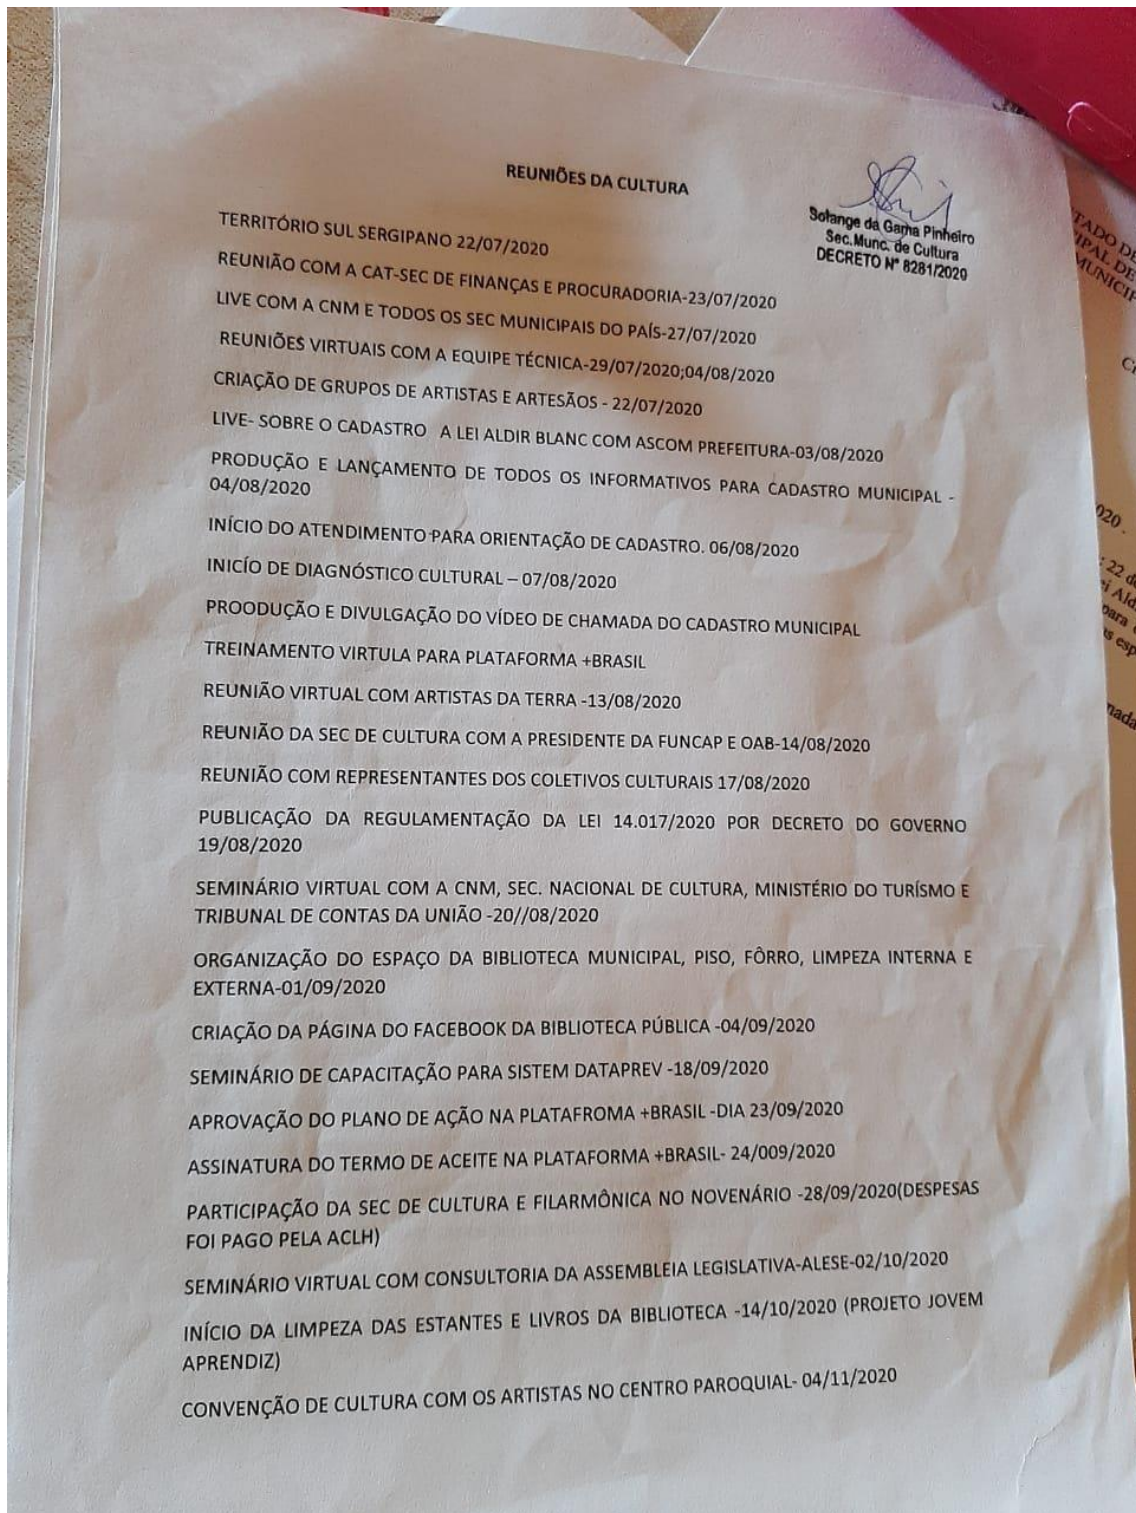 REUNIÕES DA CULTURA
Solange da Gama Pinheiro
Sec.Munc. de Cultura
DECRETO Nº 8281/2020
TERRITÓRIO SUL SERGIPANO 22/07/2020
REUNIÃO COM A CAT-SEC DE FINANÇAS E PROCURADORIA-23/07/2020
LIVE COM A CNM E TODOS OS SEC MUNICIPAIS DO PAÍS-27/07/2020
REUNIÕES VIRTUAIS COM A EQUIPE TÉCNICA-29/07/2020;04/08/2020
CRIAÇÃO DE GRUPOS DE ARTISTAS E ARTESÃOS - 22/07/2020
LIVE- SOBRE O CADASTRO A LEI ALDIR BLANC COM ASCOM PREFEITURA-03/08/2020
PRODUÇÃO E LANÇAMENTO DE TODOS OS INFORMATIVOS PARA CADASTRO MUNICIPAL -
04/08/2020
INÍCIO DO ATENDIMENTO PARA ORIENTAÇÃO DE CADASTRO. 06/08/2020
INICÍO DE DIAGNÓSTICO CULTURAL – 07/08/2020
PROODUÇÃO E DIVULGAÇÃO DO VÍDEO DE CHAMADA DO CADASTRO MUNICIPAL
TREINAMENTO VIRTULA PARA PLATAFORMA +BRASIL
REUNIÃO VIRTUAL COM ARTISTAS DA TERRA -13/08/2020
REUNIÃO DA SEC DE CULTURA COM A PRESIDENTE DA FUNCAP E OAB-14/08/2020
REUNIÃO COM REPRESENTANTES DOS COLETIVOS CULTURAIS 17/08/2020
PUBLICAÇÃO DA REGULAMENTAÇÃO DA LEI 14.017/2020 POR DECRETO DO GOVERNO
19/08/2020
SEMINÁRIO VIRTUAL COM A CNM, SEC. NACIONAL DE CULTURA, MINISTÉRIO DO TURÍSMO E
TRIBUNAL DE CONTAS DA UNIÃO -20//08/2020
ORGANIZAÇÃO DO ESPAÇO DA BIBLIOTECA MUNICIPAL, PISO, FÔRRO, LIMPEZA INTERNA E
EXTERNA-01/09/2020
CRIAÇÃO DA PÁGINA DO FACEBOOK DA BIBLIOTECA PÚBLICA -04/09/2020
SEMINÁRIO DE CAPACITAÇÃO PARA SISTEM DATAPREV -18/09/2020
APROVAÇÃO DO PLANO DE AÇÃO NA PLATAFROMA +BRASIL -DIA 23/09/2020
ASSINATURA DO TERMO DE ACEITE NA PLATAFORMA +BRASIL- 24/009/2020
PARTICIPAÇÃO DA SEC DE CULTURA E FILARMÔNICA NO NOVENÁRIO -28/09/2020(DESPESAS
FOI PAGO PELA ACLH)
SEMINÁRIO VIRTUAL COM CONSULTORIA DA ASSEMBLEIA LEGISLATIVA-ALESE-02/10/2020
INÍCIO DA LIMPEZA DAS ESTANTES E LIVROS DA BIBLIOTECA -14/10/2020 (PROJETO JOVEM
APRENDIZ)
CONVENÇÃO DE CULTURA COM OS ARTISTAS NO CENTRO PAROQUIAL- 04/11/2020